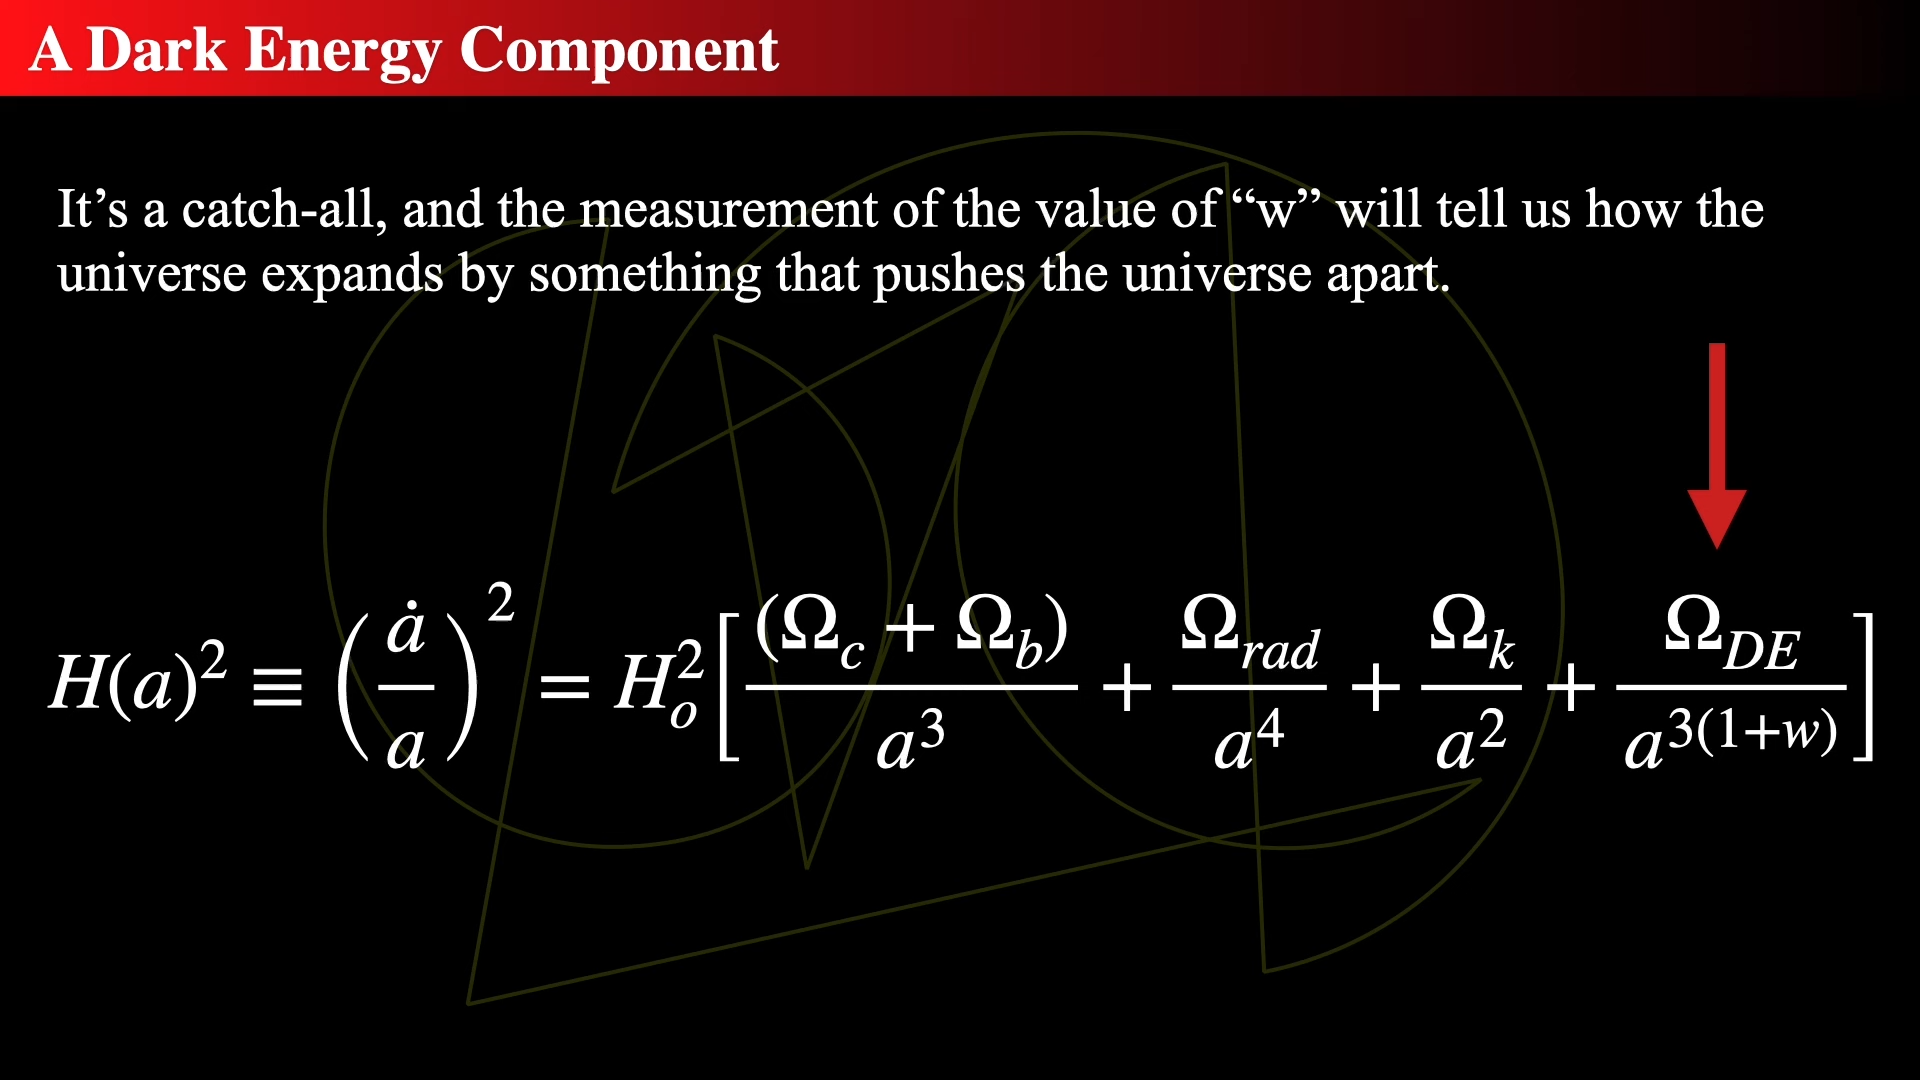 A Dark Energy Component
It’s a catch-all, and the measurement of the value of “w” will tell us how the
universe expands by something that pushes the universe apart.
H(a)² ≡ (ȧ/a)² = H²ₒ[(Ω_c + Ω_b)/a³ + Ω_rad/a⁴ + Ω_k/a² + Ω_DE/a^{3(1+w)}]